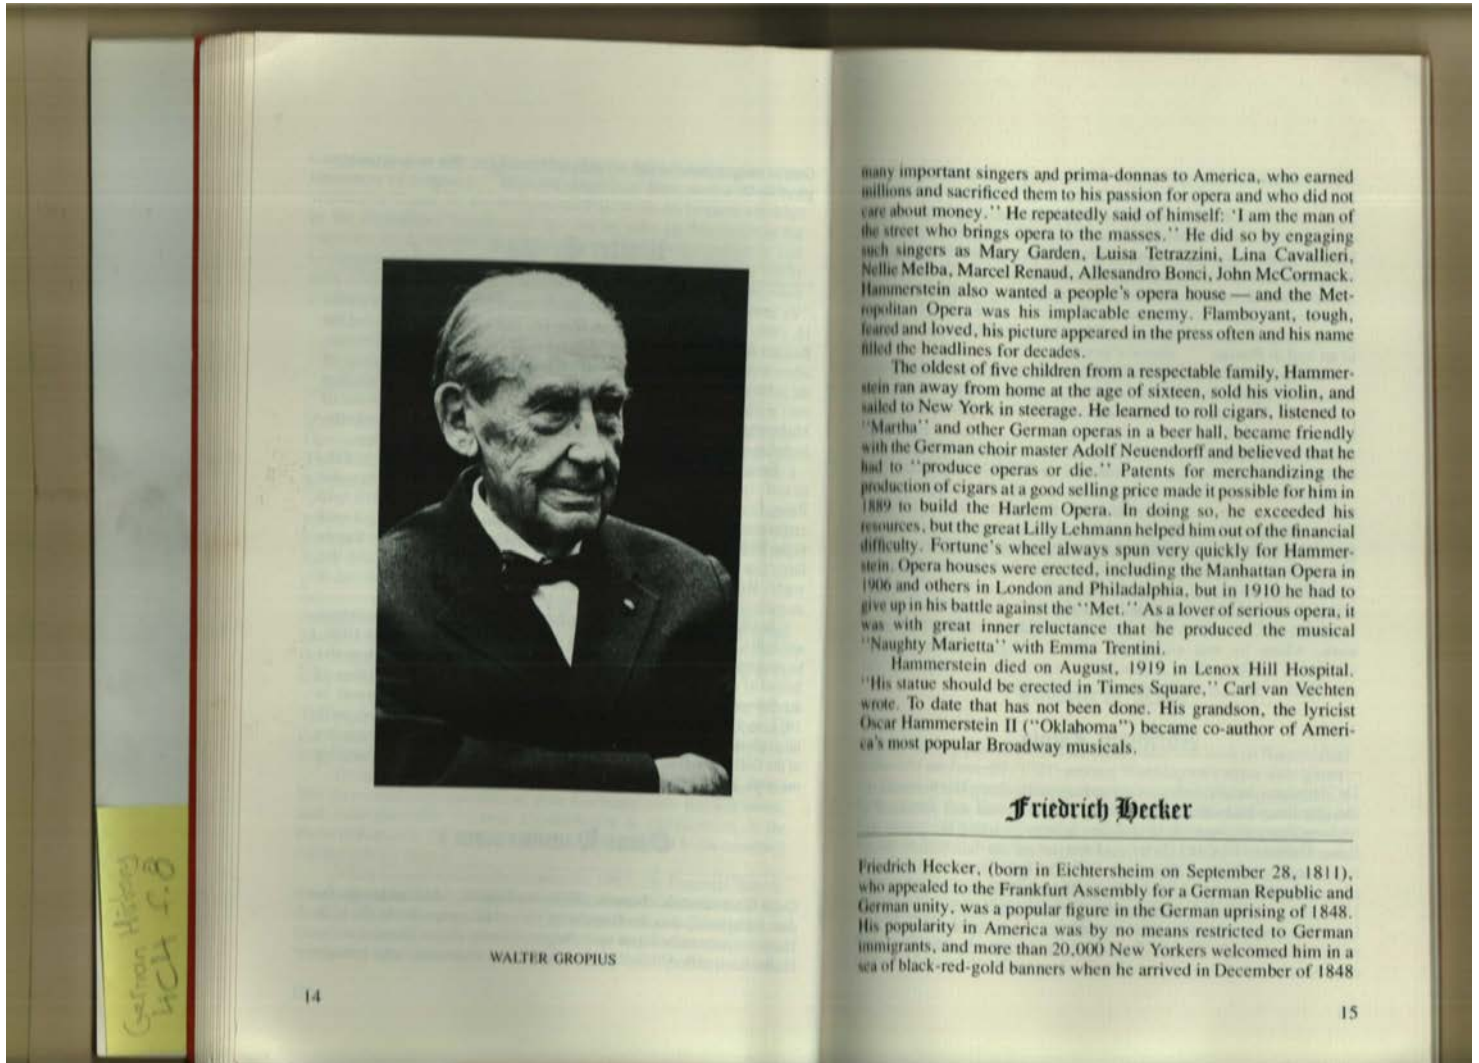 WALTER GROPIUS
14
many important singers and prima-donnas to America, who earned
millions and sacrificed them to his passion for opera and who did not
care about money.'' He repeatedly said of himself: 'I am the man of
the street who brings opera to the masses.'' He did so by engaging
such singers as Mary Garden, Luisa Tetrazzini, Lina Cavallieri,
Nellie Melba, Marcel Renaud, Allesandro Bonci, John McCormack.
Hammerstein also wanted a people's opera house — and the Met-
ropolitan Opera was his implacable enemy. Flamboyant, tough,
feared and loved, his picture appeared in the press often and his name
filled the headlines for decades.
The oldest of five children from a respectable family, Hammer-
stein ran away from home at the age of sixteen, sold his violin, and
sailed to New York in steerage. He learned to roll cigars, listened to
''Martha'' and other German operas in a beer hall, became friendly
with the German choir master Adolf Neuendorff and believed that he
had to ''produce operas or die.'' Patents for merchandizing the
production of cigars at a good selling price made it possible for him in
1889 to build the Harlem Opera. In doing so, he exceeded his
resources, but the great Lilly Lehmann helped him out of the financial
difficulty. Fortune's wheel always spun very quickly for Hammer-
stein. Opera houses were erected, including the Manhattan Opera in
1906 and others in London and Philadalphia, but in 1910 he had to
give up in his battle against the ''Met.'' As a lover of serious opera, it
was with great inner reluctance that he produced the musical
''Naughty Marietta'' with Emma Trentini.
Hammerstein died on August, 1919 in Lenox Hill Hospital.
''His statue should be erected in Times Square,'' Carl van Vechten
wrote. To date that has not been done. His grandson, the lyricist
Oscar Hammerstein II (''Oklahoma'') became co-author of Ameri-
ca's most popular Broadway musicals.
Friedrich Hecker
Friedrich Hecker, (born in Eichtersheim on September 28, 1811),
who appealed to the Frankfurt Assembly for a German Republic and
German unity, was a popular figure in the German uprising of 1848.
His popularity in America was by no means restricted to German
immigrants, and more than 20,000 New Yorkers welcomed him in a
sea of black-red-gold banners when he arrived in December of 1848
15
German History